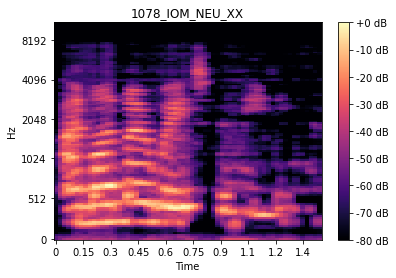 1078_IOM_NEU_XX
Hz
8192
4096
2048
1024
512
0
0 0.15 0.3 0.45 0.6 0.75 0.9 1.1 1.2 1.4
Time
+0 dB
-10 dB
-20 dB
-30 dB
-40 dB
-50 dB
-60 dB
-70 dB
-80 dB